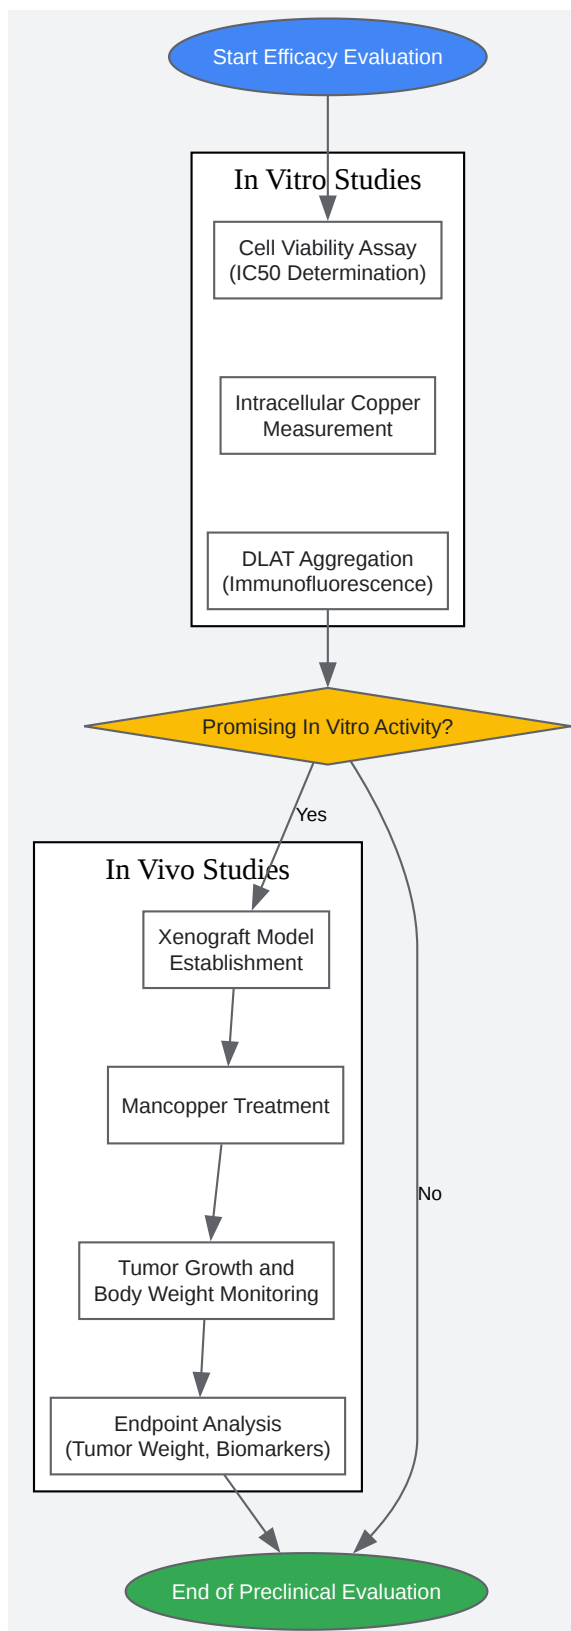 Start Efficacy Evaluation
In Vitro Studies
Cell Viability Assay
(IC50 Determination)
Intracellular Copper
Measurement
DLAT Aggregation
(Immunofluorescence)
Promising In Vitro Activity?
Yes
In Vivo Studies
Xenograft Model
Establishment
Mancopper Treatment
No
Tumor Growth and
Body Weight Monitoring
Endpoint Analysis
(Tumor Weight, Biomarkers)
End of Preclinical Evaluation